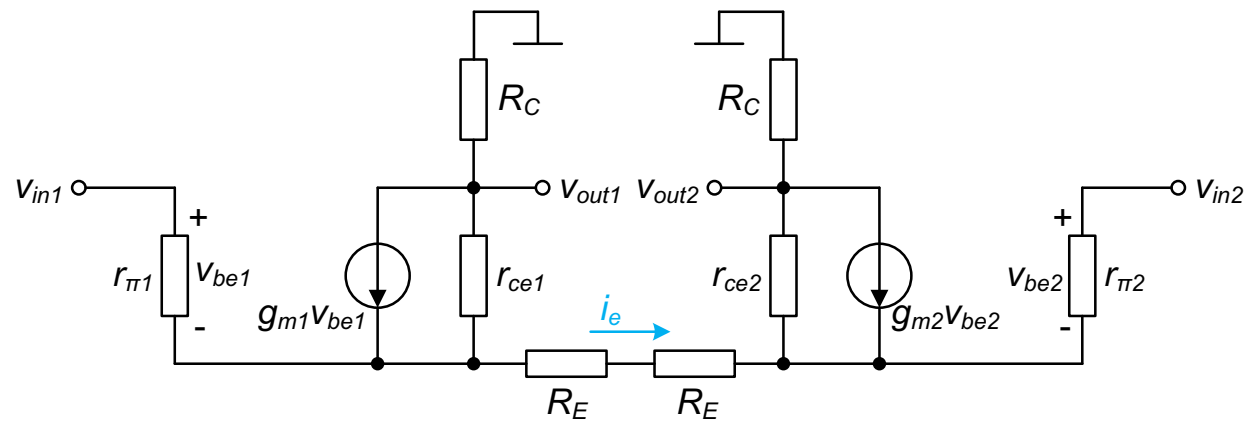 R_C
R_C
v_in1
v_out1
v_out2
v_in2
+
+
r_π1
v_be1
r_ce1
r_ce2
v_be2
r_π2
-
g_m1v_be1
i_e
g_m2v_be2
-
R_E
R_E